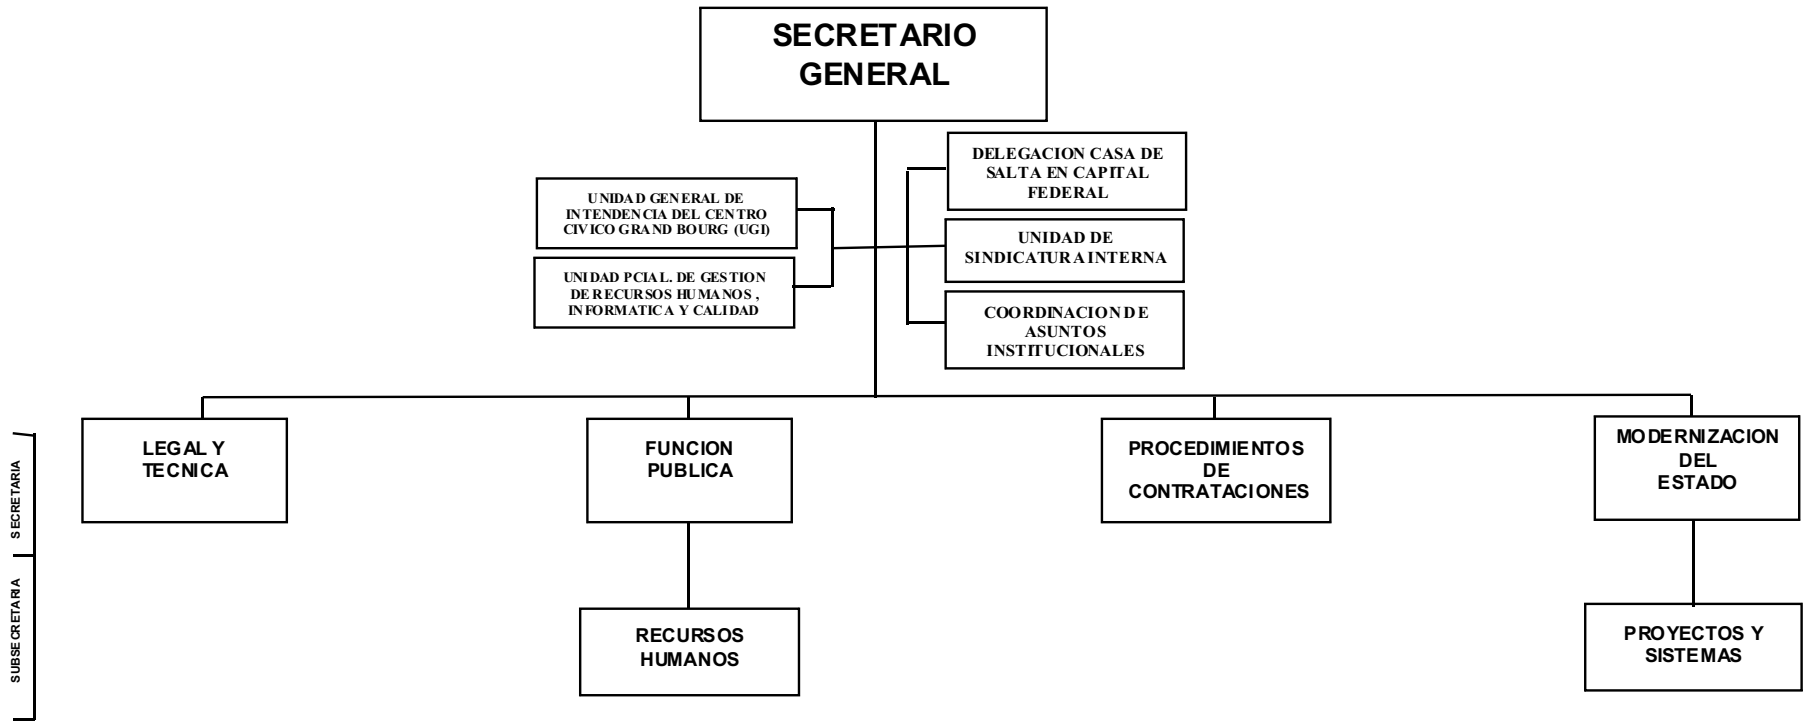 SECRETARIO
GENERAL
DELEGACION CASA DE
SALTA EN CAPITAL
FEDERAL
UNIDAD GENERAL DE
INTENDENCIA DEL CENTRO
CIVICO GRAND BOURG (UGI)
UNIDAD DE
SINDICATURA INTERNA
UNIDAD PCIAL. DE GESTION
DE RECURSOS HUMANOS ,
INFORMATICA Y CALIDAD
COORDINACION DE
ASUNTOS
INSTITUCIONALES
SECRETARIA
LEGAL Y
TECNICA
FUNCION
PUBLICA
PROCEDIMIENTOS
DE
CONTRATACIONES
MODERNIZACION
DEL
ESTADO
SUBSECRETARIA
RECURSOS
HUMANOS
PROYECTOS Y
SISTEMAS